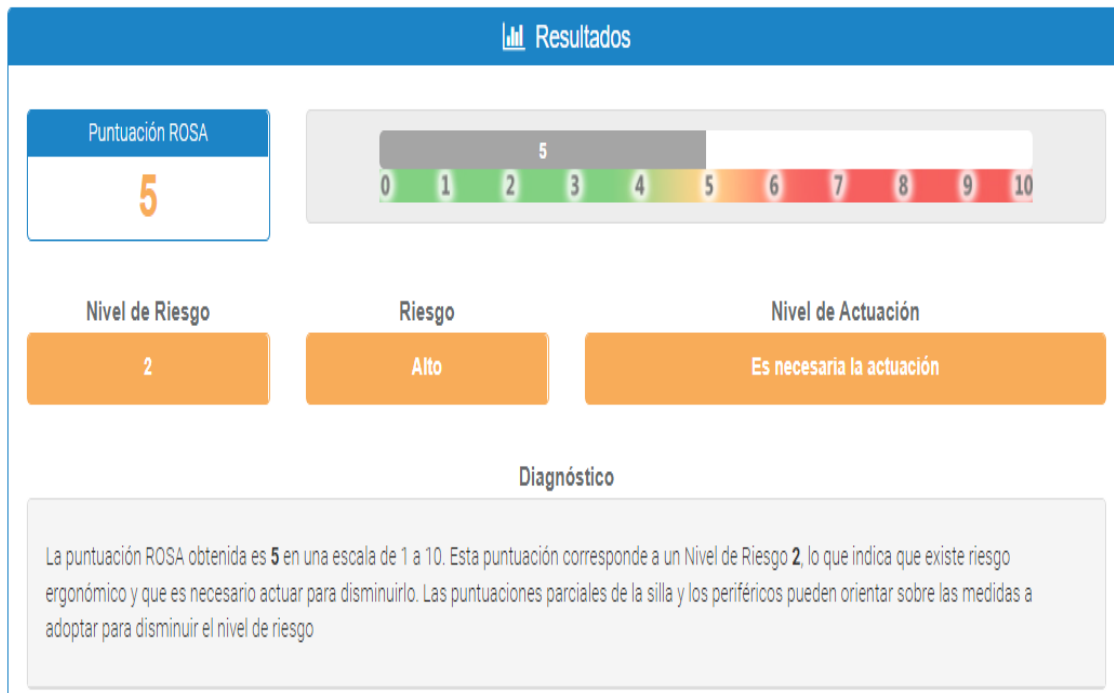 Resultados
Puntuación ROSA
5
5
0 1 2 3 4 5 6 7 8 9 10
Nivel de Riesgo
Riesgo
Nivel de Actuación
2
Alto
Es necesaria la actuación
Diagnóstico
La puntuación ROSA obtenida es 5 en una escala de 1 a 10. Esta puntuación corresponde a un Nivel de Riesgo 2, lo que indica que existe riesgo
ergonómico y que es necesario actuar para disminuirlo. Las puntuaciones parciales de la silla y los periféricos pueden orientar sobre las medidas a
adoptar para disminuir el nivel de riesgo